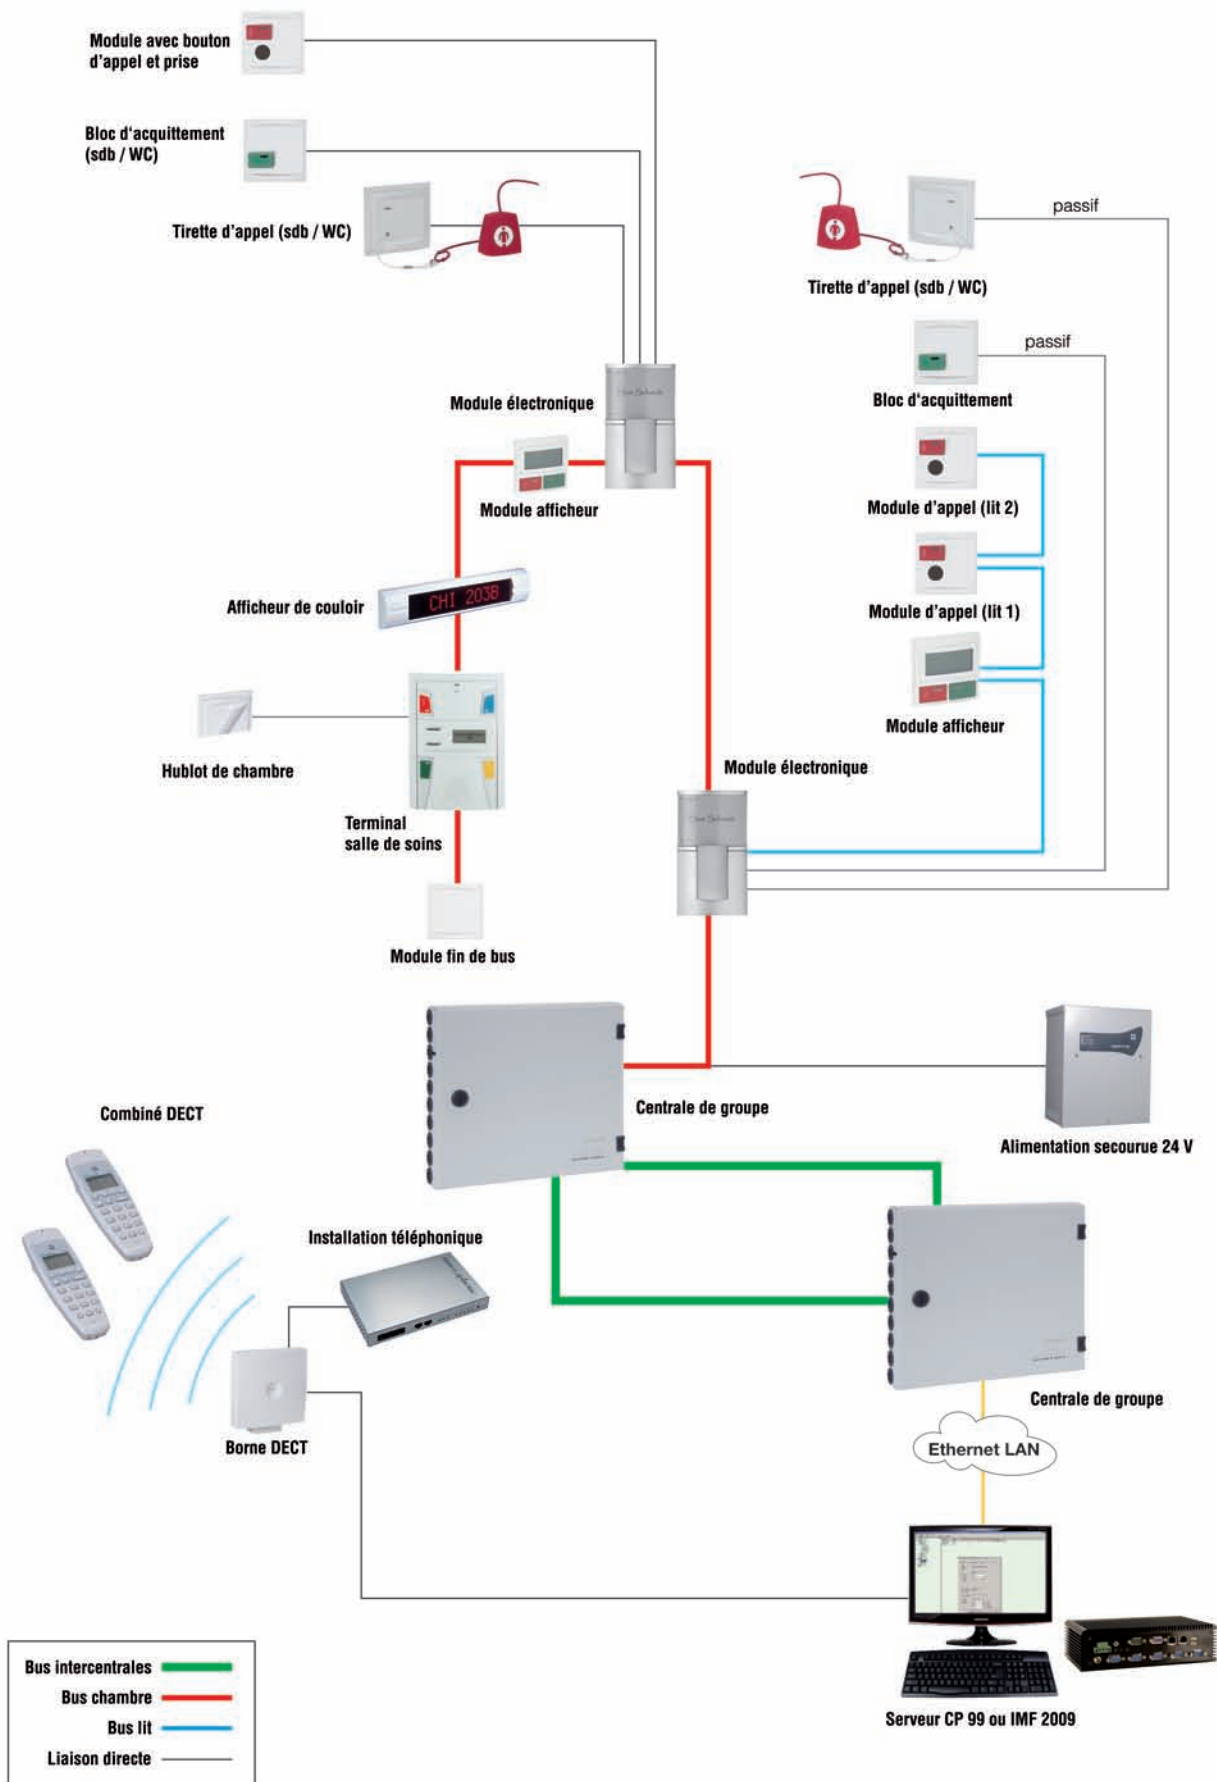 Module avec bouton
d'appel et prise
Bloc d'acquittement
(sdb / WC)
Tirette d'appel (sdb / WC)
passif
Tirette d'appel (sdb / WC)
passif
Bloc d'acquittement
Module électronique
Module afficheur
Module d'appel (lit 2)
Afficheur de couloir
CHI 203B
Module d'appel (lit 1)
Module afficheur
Hublot de chambre
Module électronique
Terminal
salle de soins
Module fin de bus
Centrale de groupe
Alimentation secourue 24 V
Combiné DECT
Installation téléphonique
Borne DECT
Centrale de groupe
Ethernet LAN
Serveur CP 99 ou IMF 2009
Bus intercentrales
Bus chambre
Bus lit
Liaison directe